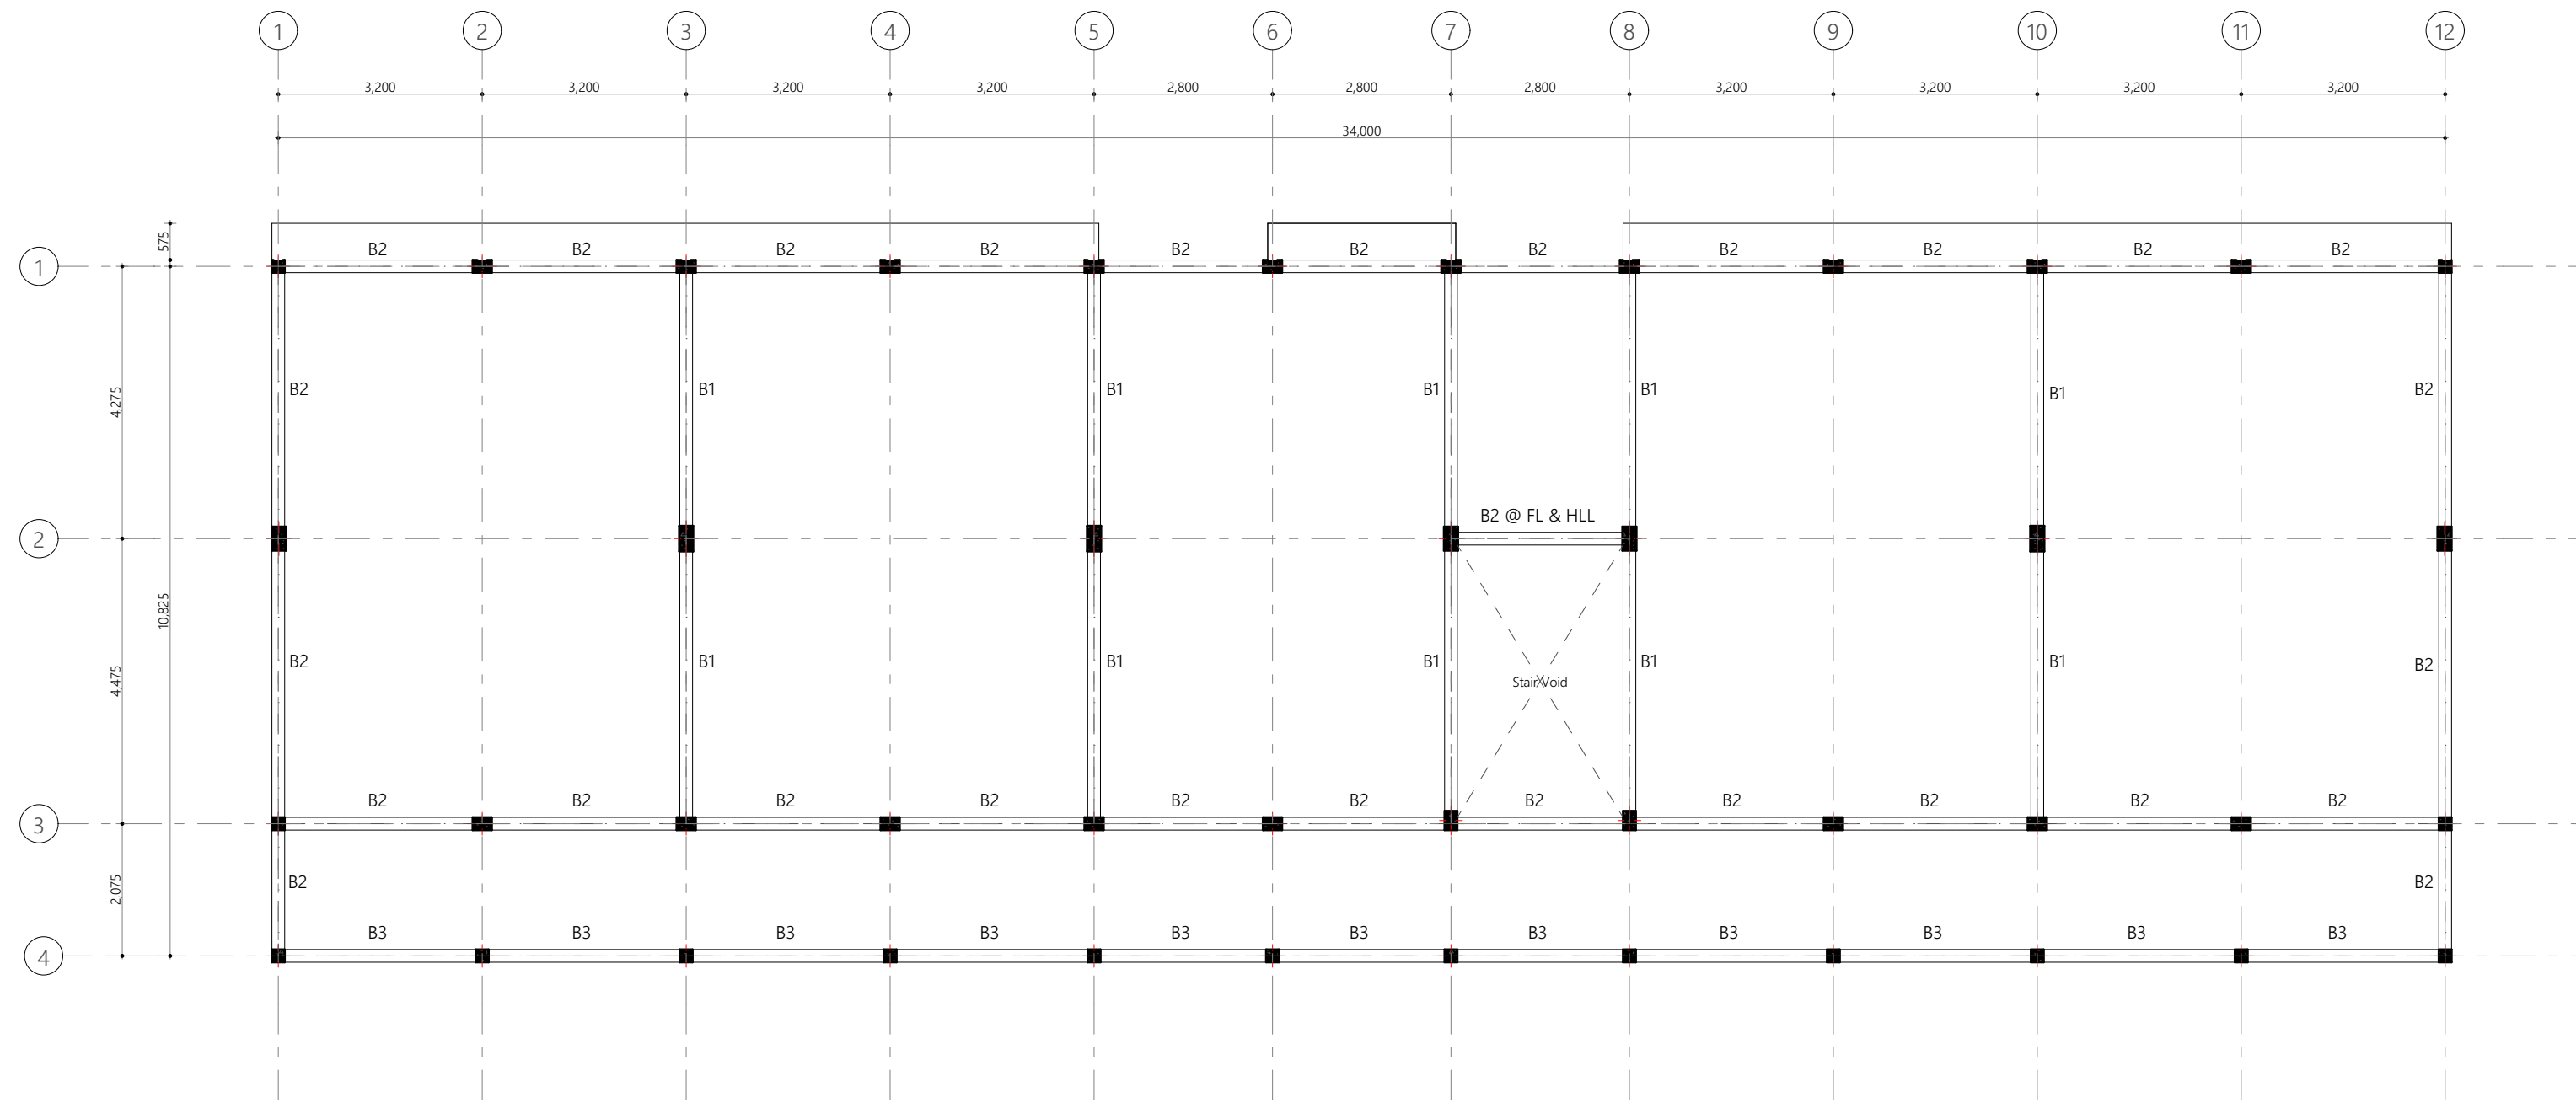 1 2 3 4 5 6 7 8 9 10 11 12
3,200 3,200 3,200 3,200 2,800 2,800 2,800 3,200 3,200 3,200 3,200
34,000
575
B2 B2 B2 B2 B2 B2 B2 B2 B2 B2 B2
1
4,275
B2 B1 B1 B1 B1 B1 B2
B2 @ FL & HLL
2
10,825
4,475
B2 B1 B1 B1 B1 B1 B2
Stair Void
B2 B2 B2 B2 B2 B2 B2 B2 B2 B2 B2
3
2,075
B2 B2
B3 B3 B3 B3 B3 B3 B3 B3 B3 B3 B3
4